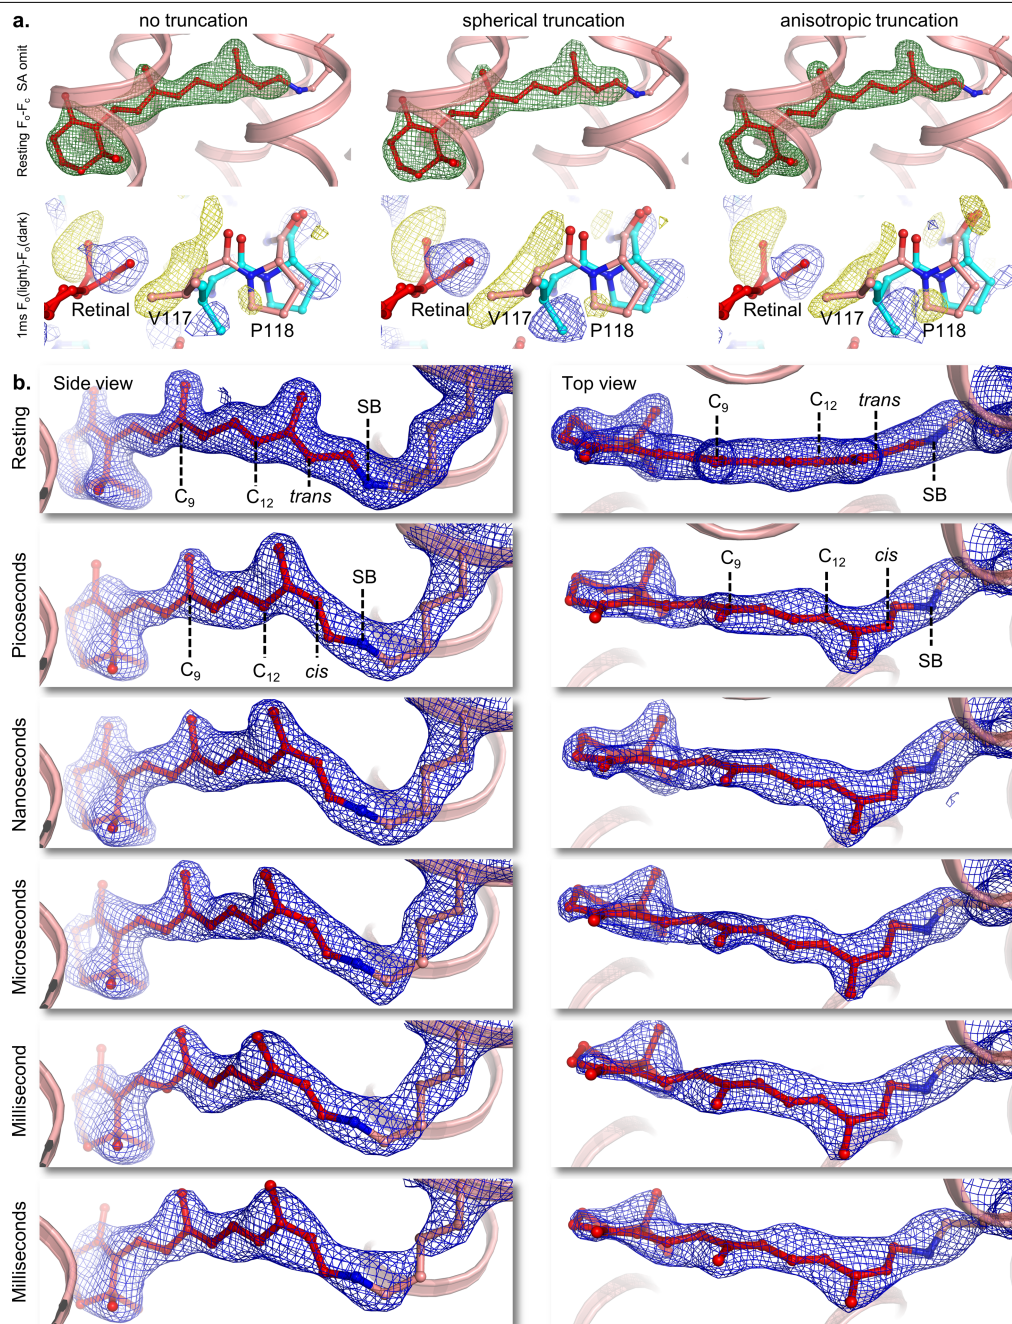 a.
no truncation
spherical truncation
anisotropic truncation
Resting Fo-Fc SA omit
1ms Fo(light)-Fo(dark)
Retinal
V117
P118
Retinal
V117
P118
Retinal
V117
P118
b.
Side view
Top view
Resting
SB
C9
C12
trans
C9
C12
trans
SB
Picoseconds
SB
C9
C12
cis
C9
C12
cis
SB
Nanoseconds
Microseconds
Millisecond
Milliseconds